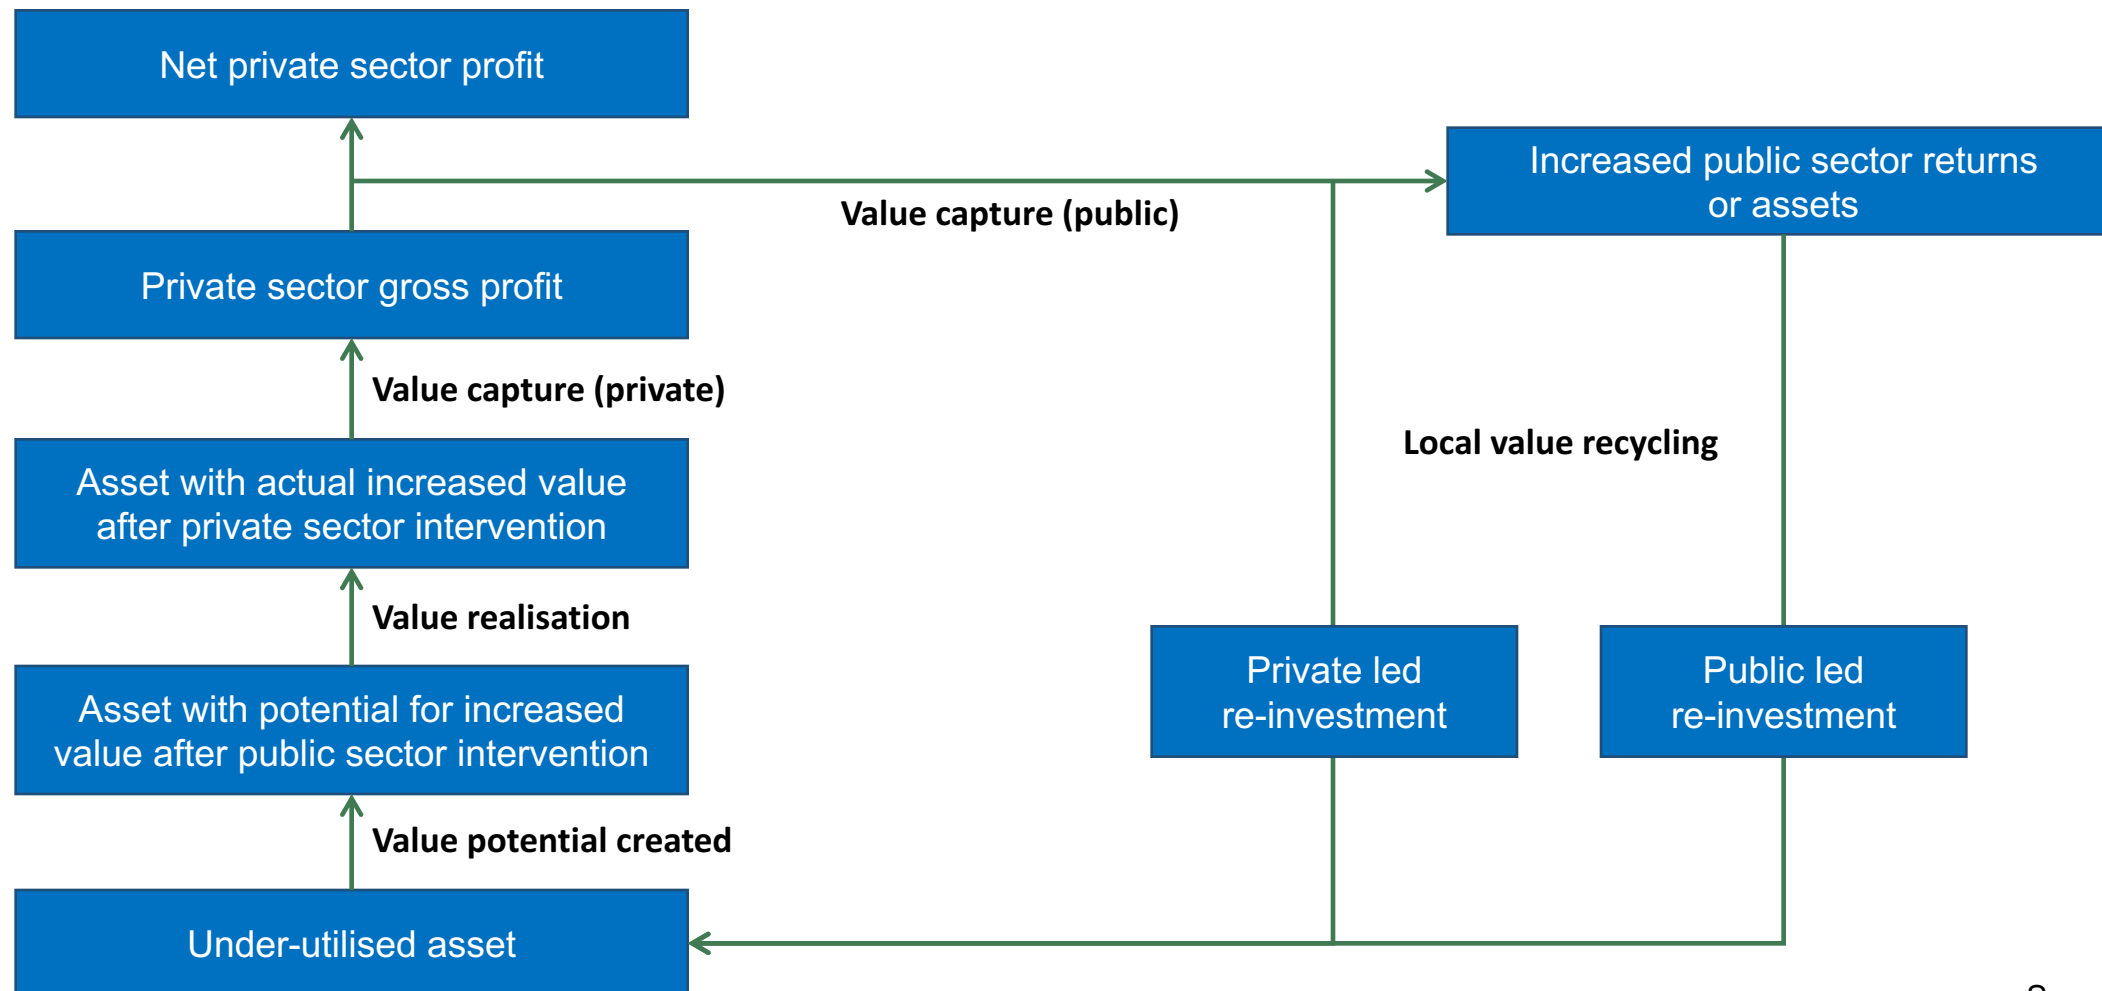 Net private sector profit
Increased public sector returns
or assets
Value capture (public)
Private sector gross profit
Value capture (private)
Local value recycling
Asset with actual increased value
after private sector intervention
Value realisation
Private led
re-investment
Public led
re-investment
Asset with potential for increased
value after public sector intervention
Value potential created
Under-utilised asset